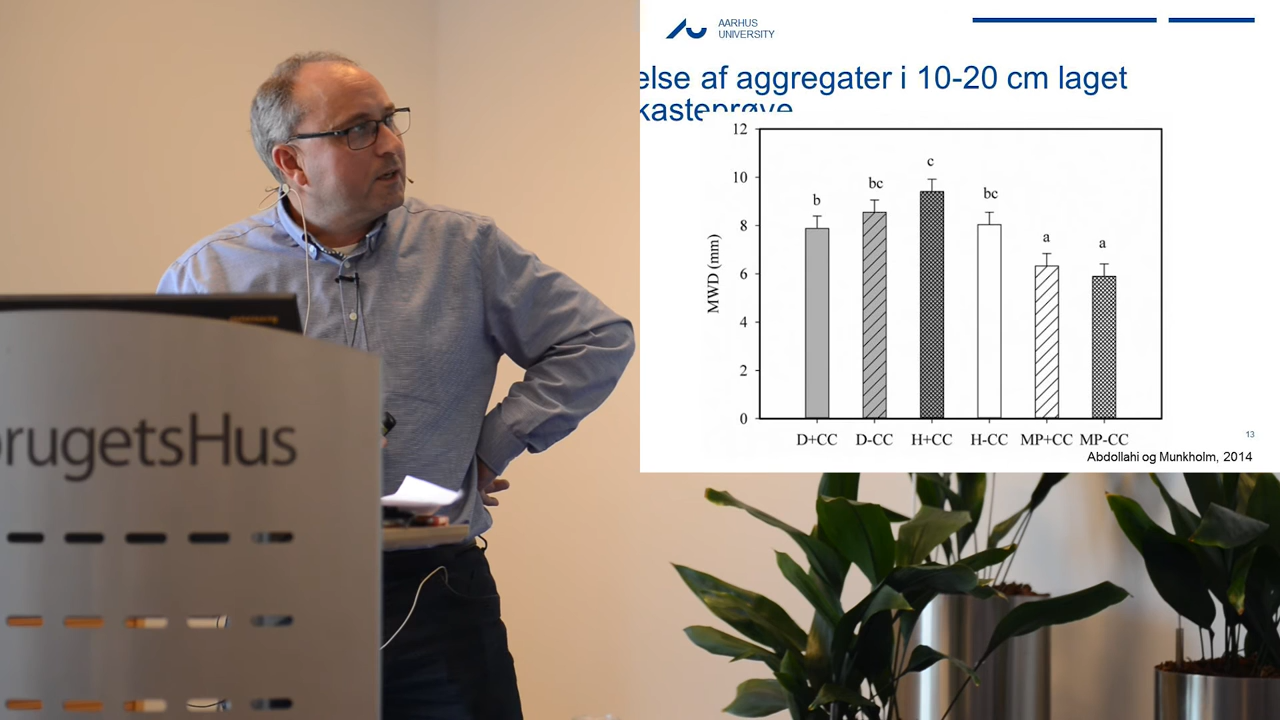 AARHUS
UNIVERSITY
else af aggregater i 10-20 cm laget
kasteprøve
12
10
8
6
4
2
0
MWD (mm)
b
bc
c
bc
a
a
D+CC D-CC H+CC H-CC MP+CC MP-CC
13
Abdollahi og Munkholm, 2014
rugetsHus